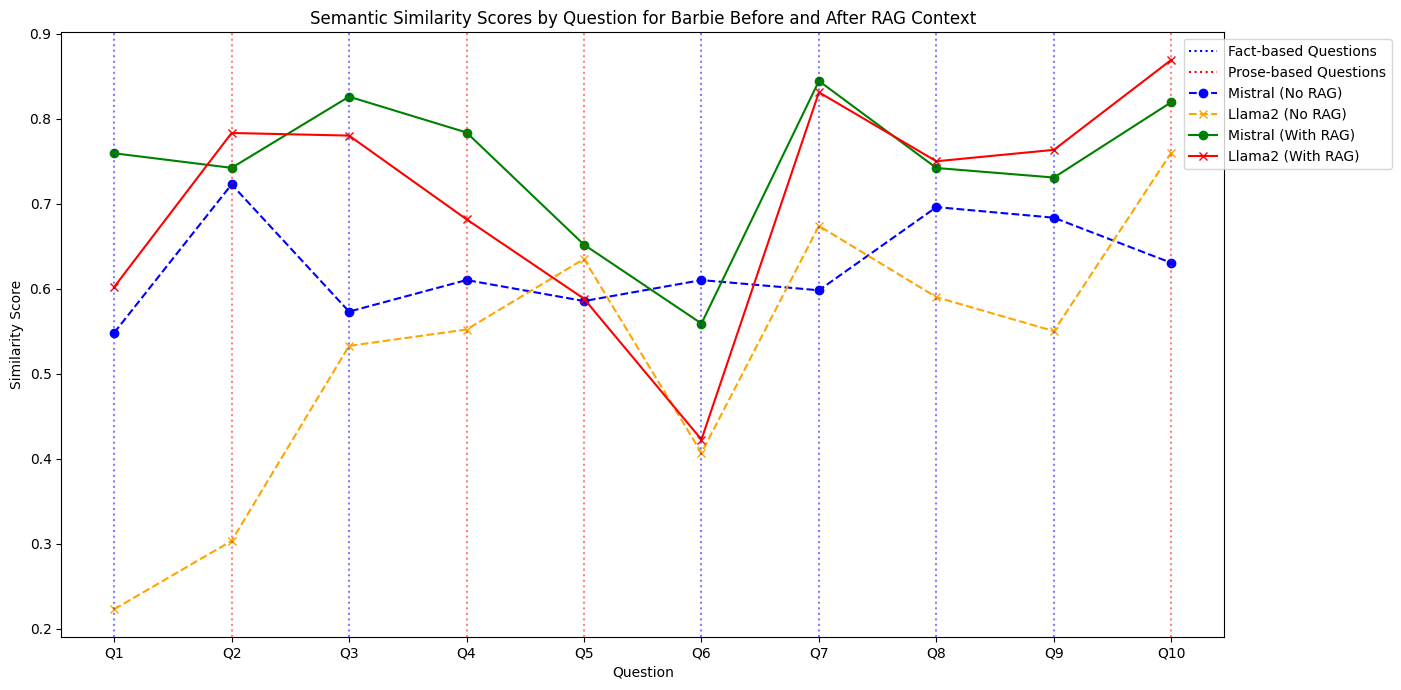 Semantic Similarity Scores by Question for Barbie Before and After RAG Context
0.9
0.8
0.7
0.6
0.5
0.4
0.3
0.2
Similarity Score
Q1 Q2 Q3 Q4 Q5 Q6 Q7 Q8 Q9 Q10
Question
Fact-based Questions
Prose-based Questions
Mistral (No RAG)
Llama2 (No RAG)
Mistral (With RAG)
Llama2 (With RAG)